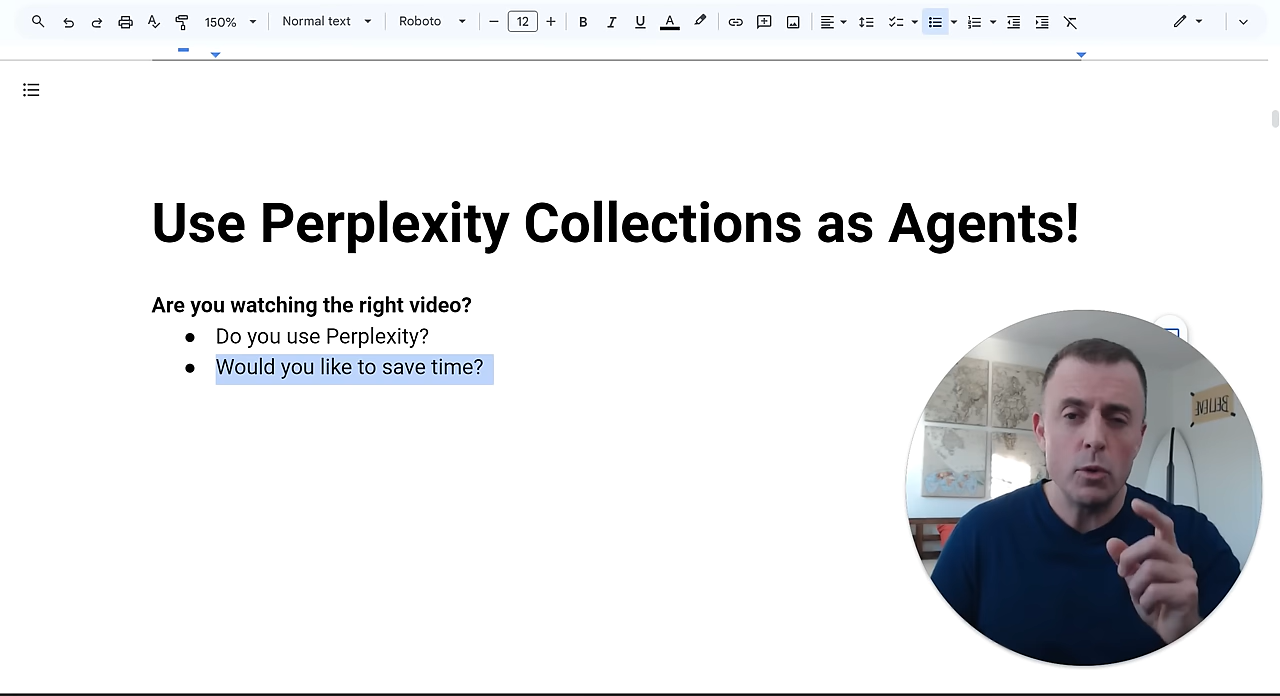 150% Normal text Roboto 12 B I U A
Use Perplexity Collections as Agents!
Are you watching the right video?
● Do you use Perplexity?
● Would you like to save time?
BELIEVE